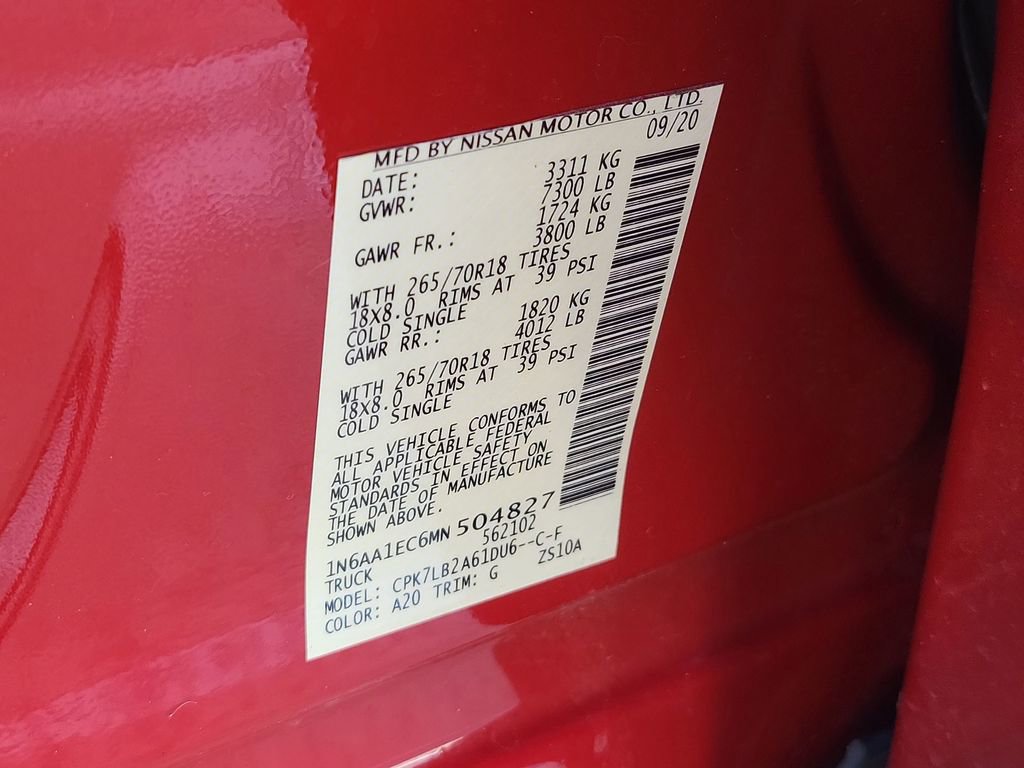 MFD BY NISSAN MOTOR CO., LTD.
DATE: 09/20
GVWR: 3311 KG
7300 LB
GAWR FR.: 1724 KG
3800 LB
WITH 265/70R18 TIRES
18X8.0 RIMS AT 39 PSI
COLD SINGLE
GAWR RR.: 1820 KG
4012 LB
WITH 265/70R18 TIRES
18X8.0 RIMS AT 39 PSI
COLD SINGLE
THIS VEHICLE CONFORMS TO
ALL APPLICABLE FEDERAL
MOTOR VEHICLE SAFETY
STANDARDS IN EFFECT ON
THE DATE OF MANUFACTURE
SHOWN ABOVE.
1N6AA1EC6MN504827
TRUCK 562102
MODEL: CPK7LB2A61DU6--C-F
COLOR: A20 TRIM: G ZS10A